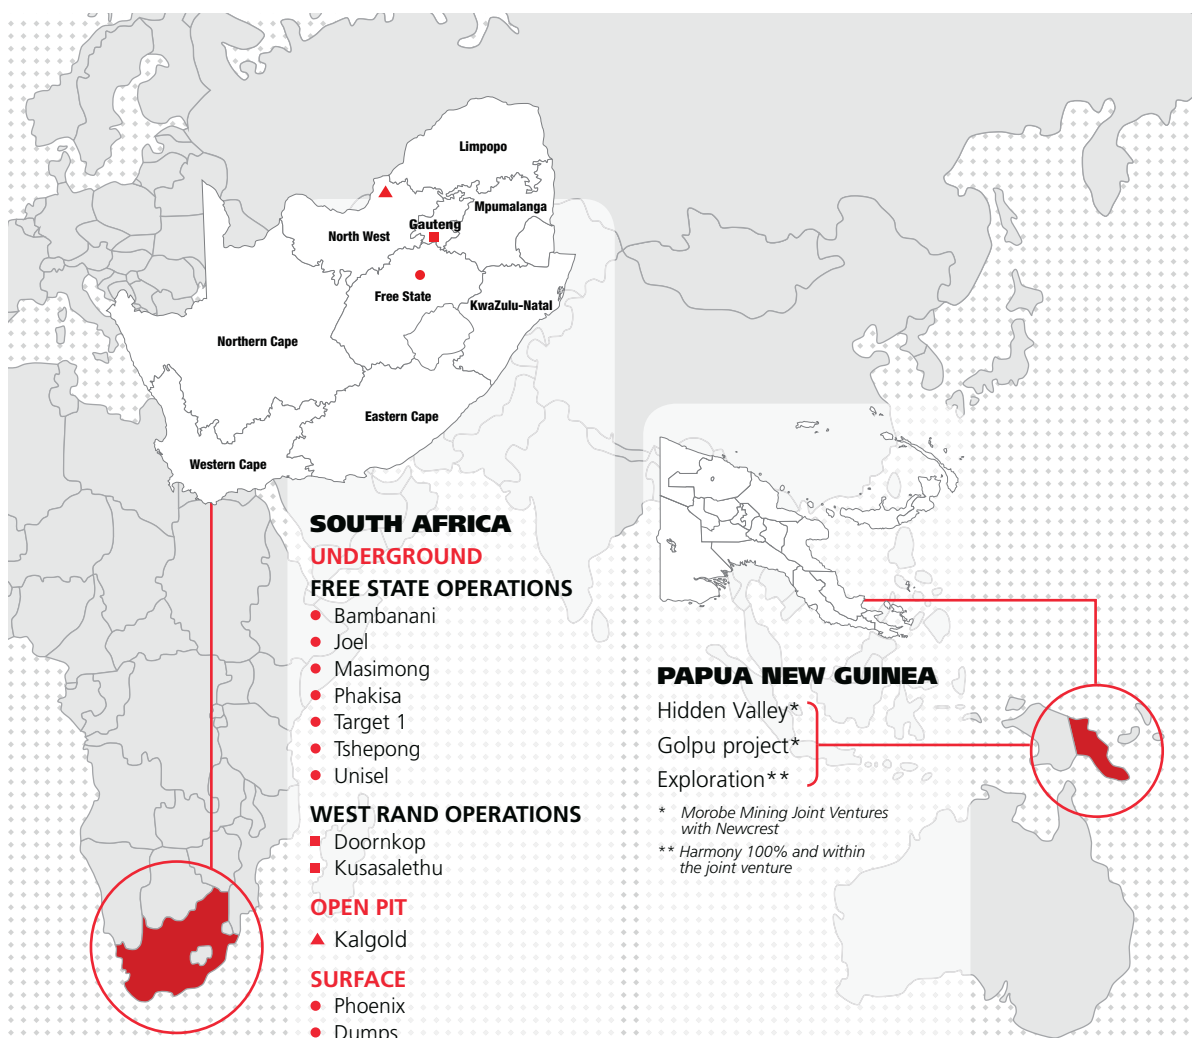 Limpopo
Mpumalanga
Gauteng
North West
Free State
KwaZulu-Natal
Northern Cape
Eastern Cape
Western Cape
SOUTH AFRICA
UNDERGROUND
FREE STATE OPERATIONS
Bambanani
Joel
Masimong
Phakisa
Target 1
Tshepong
Unisel
WEST RAND OPERATIONS
Doornkop
Kusasalethu
OPEN PIT
Kalgold
SURFACE
Phoenix
Dumps
PAPUA NEW GUINEA
Hidden Valley*
Golpu project*
Exploration**
* Morobe Mining Joint Ventures
with Newcrest
** Harmony 100% and within
the joint venture